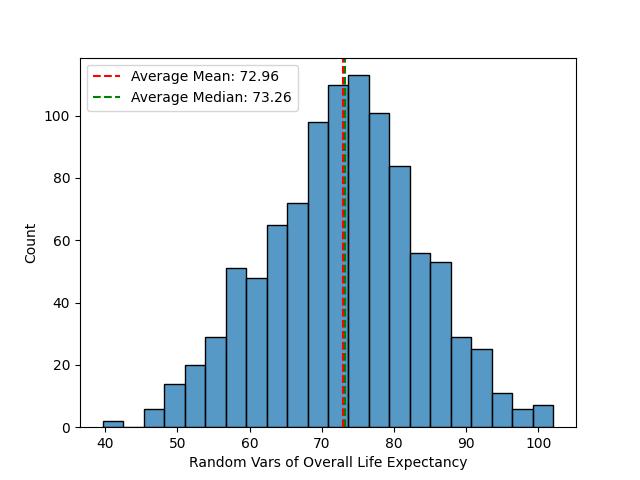 Average Mean: 72.96
Average Median: 73.26
100
80
60
40
20
0
Count
40 50 60 70 80 90 100
Random Vars of Overall Life Expectancy